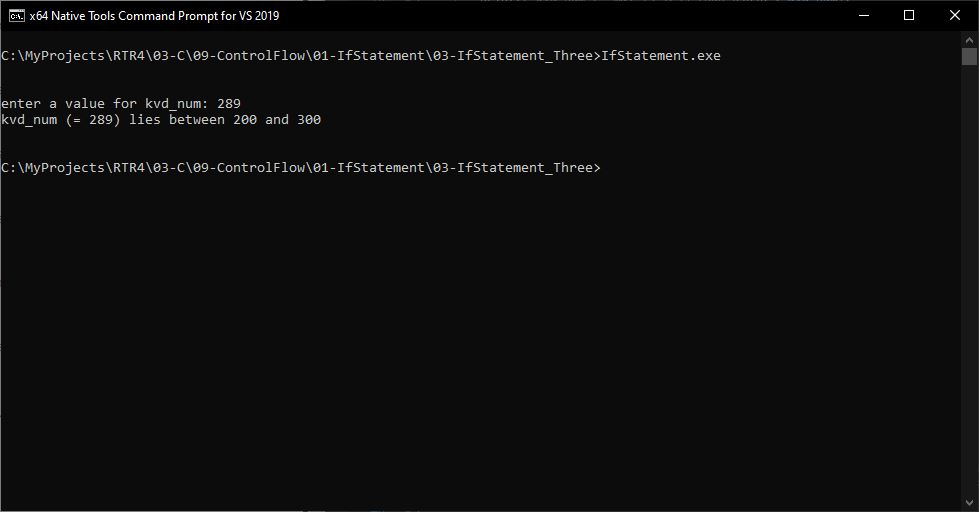 x64 Native Tools Command Prompt for VS 2019
C:\MyProjects\RTR4\03-C\09-ControlFlow\01-IfStatement\03-IfStatement_Three>IfStatement.exe
enter a value for kvd_num: 289
kvd_num (= 289) lies between 200 and 300
C:\MyProjects\RTR4\03-C\09-ControlFlow\01-IfStatement\03-IfStatement_Three>